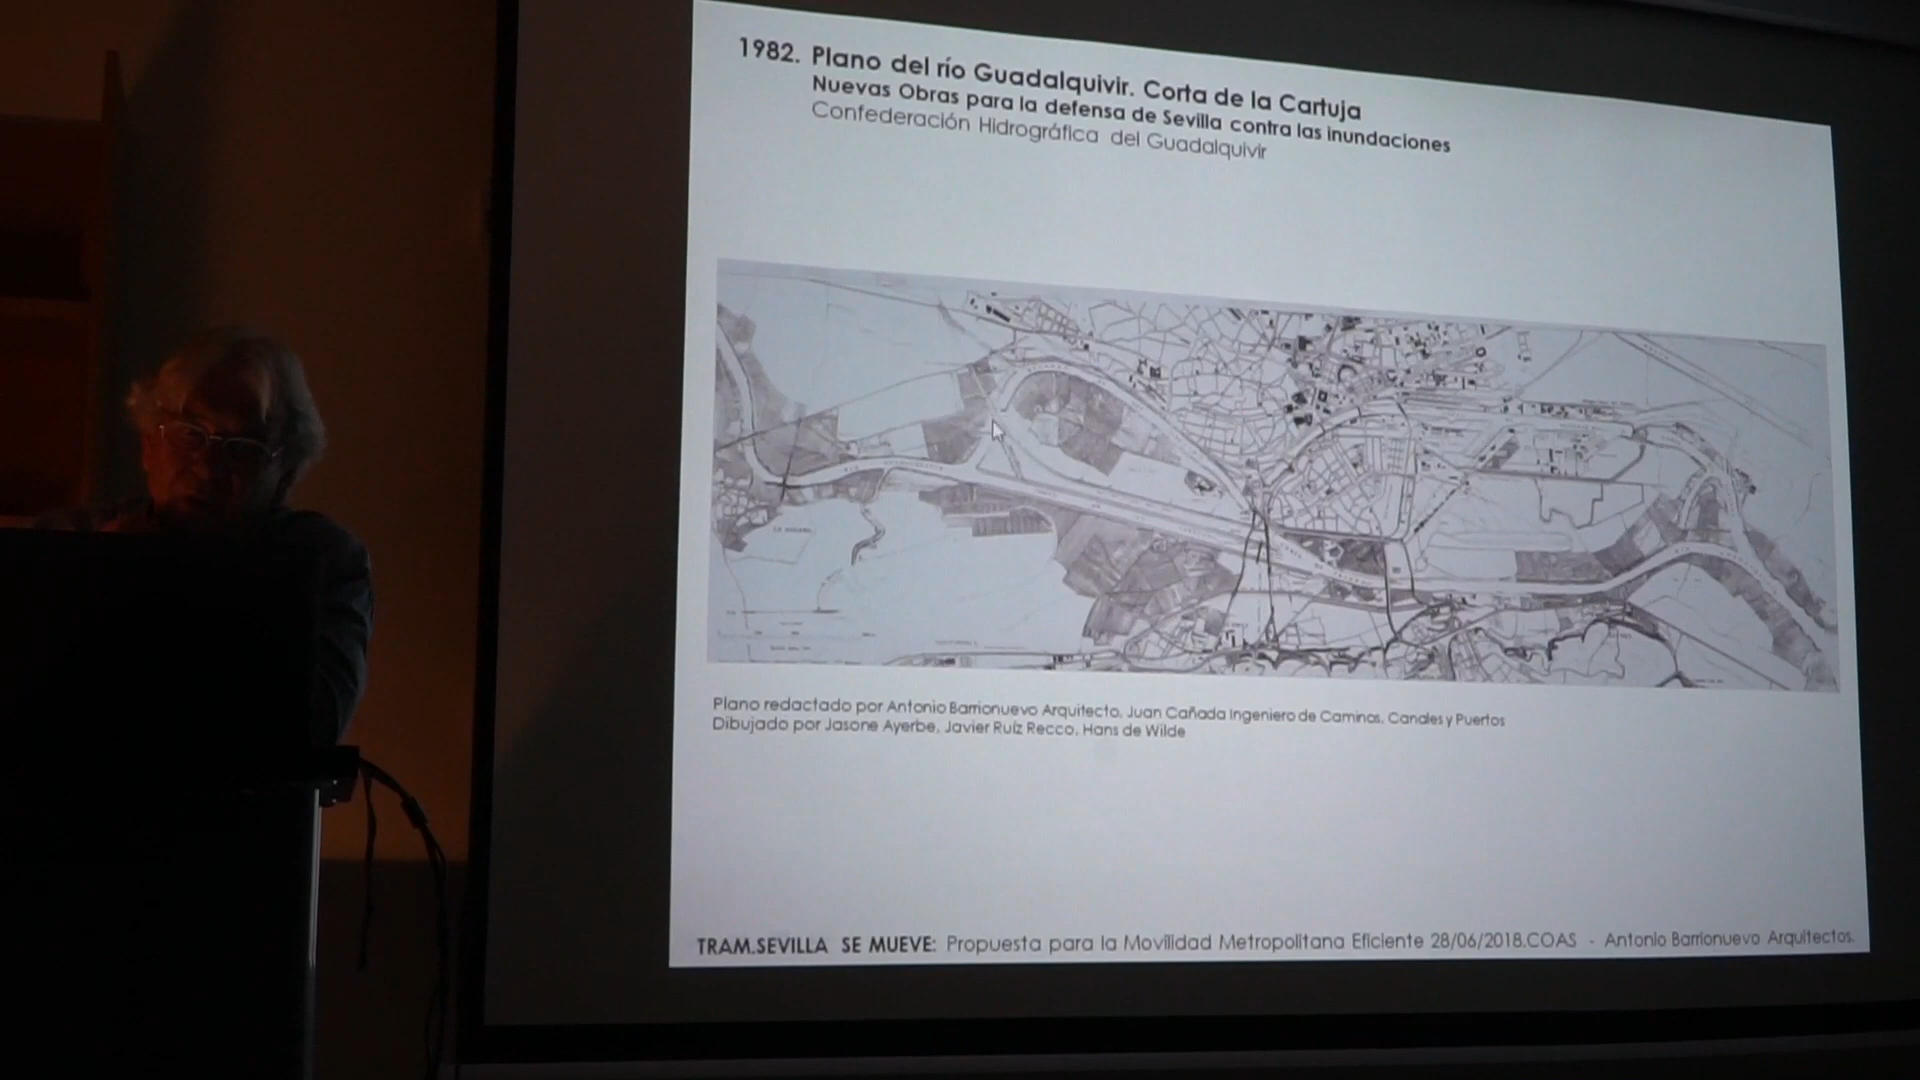 1982. Plano del río Guadalquivir. Corta de la Cartuja
Nuevas Obras para la defensa de Sevilla contra las inundaciones
Confederación Hidrográfica del Guadalquivir
Plano redactado por Antonio Barrionuevo Arquitecto, Juan Cañada Ingeniero de Caminos, Canales y Puertos
Dibujado por Jasone Ayerbe, Javier Ruíz Recco, Hans de Wilde
TRAM.SEVILLA SE MUEVE: Propuesta para la Movilidad Metropolitana Eficiente 28/06/2018.COAS - Antonio Barrionuevo Arquitectos.